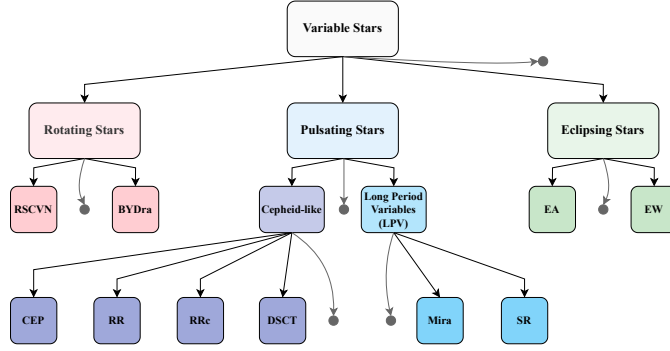 Variable Stars
Rotating Stars
Pulsating Stars
Eclipsing Stars
RSCVN
BYDra
Cepheid-like
Long Period
Variables
(LPV)
EA
EW
CEP
RR
RRc
DSCT
Mira
SR